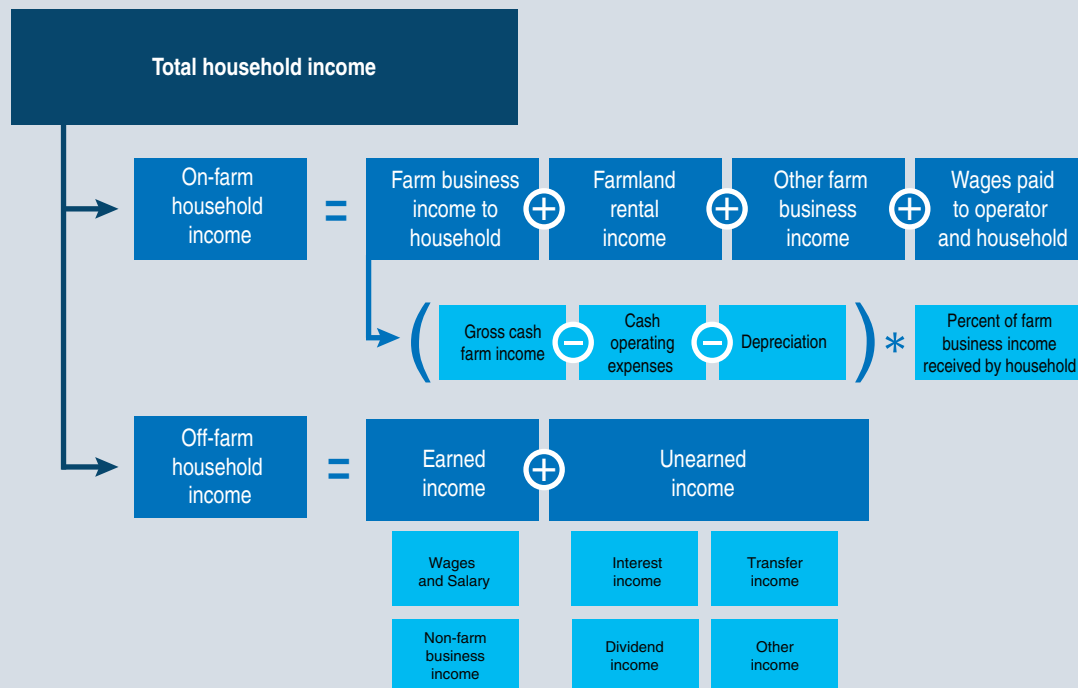 Total household income
On-farm
household
income
=
Farm business
income to
household
+
Farmland
rental
income
+
Other farm
business
income
+
Wages paid
to operator
and household
(
Gross cash
farm income
−
Cash
operating
expenses
−
Depreciation
)
*
Percent of farm
business income
received by household
Off-farm
household
income
=
Earned
income
+
Unearned
income
Wages
and Salary
Interest
income
Transfer
income
Non-farm
business
income
Dividend
income
Other
income